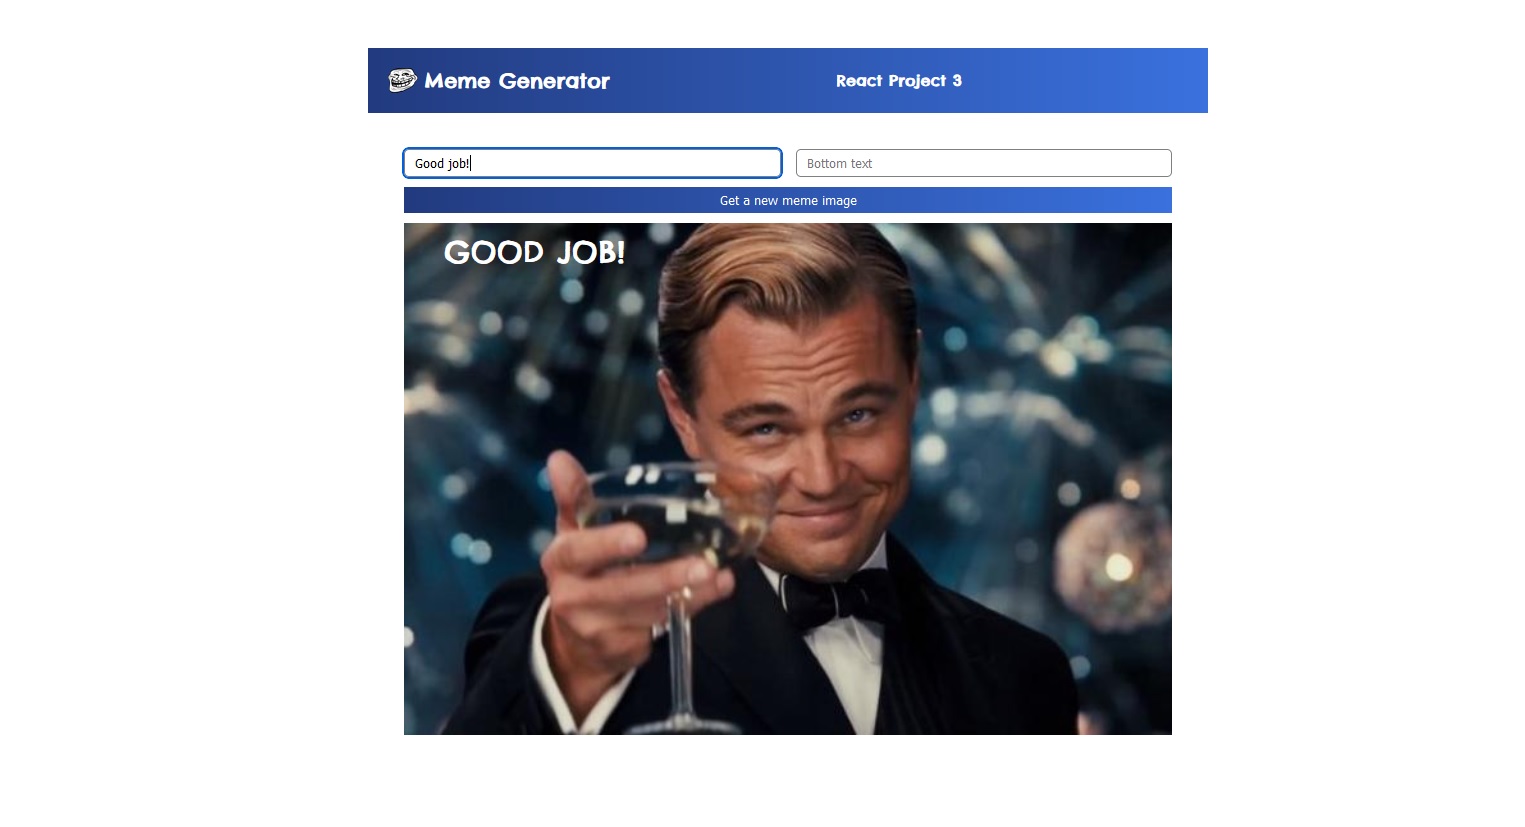 Meme Generator
React Project 3
Good job!
Bottom text
Get a new meme image
GOOD JOB!